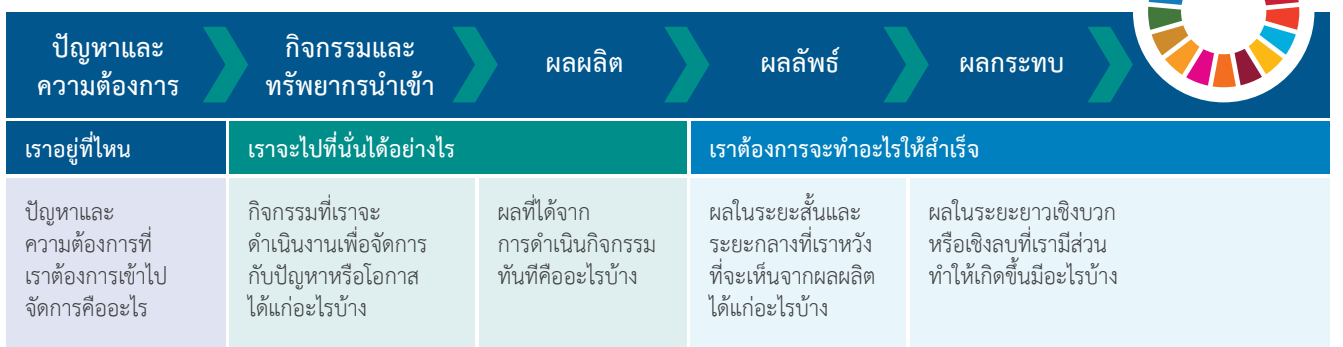 ปัญหาและ
ความต้องการ
กิจกรรมและ
ทรัพยากรนำเข้า
ผลผลิต
ผลลัพธ์
ผลกระทบ
เราอยู่ที่ไหน
เราจะไปที่นั่นได้อย่างไร
เราต้องการจะทำอะไรให้สำเร็จ
ปัญหาและ
ความต้องการที่
เราต้องการเข้าไป
จัดการคืออะไร
กิจกรรมที่เราจะ
ดำเนินงานเพื่อจัดการ
กับปัญหาหรือโอกาส
ได้แก่อะไรบ้าง
ผลที่ได้จาก
การดำเนินกิจกรรม
ทันทีคืออะไรบ้าง
ผลในระยะสั้นและ
ระยะกลางที่เราหวัง
ที่จะเห็นจากผลผลิต
ได้แก่อะไรบ้าง
ผลในระยะยาวเชิงบวก
หรือเชิงลบที่เรามีส่วน
ทำให้เกิดขึ้นมีอะไรบ้าง